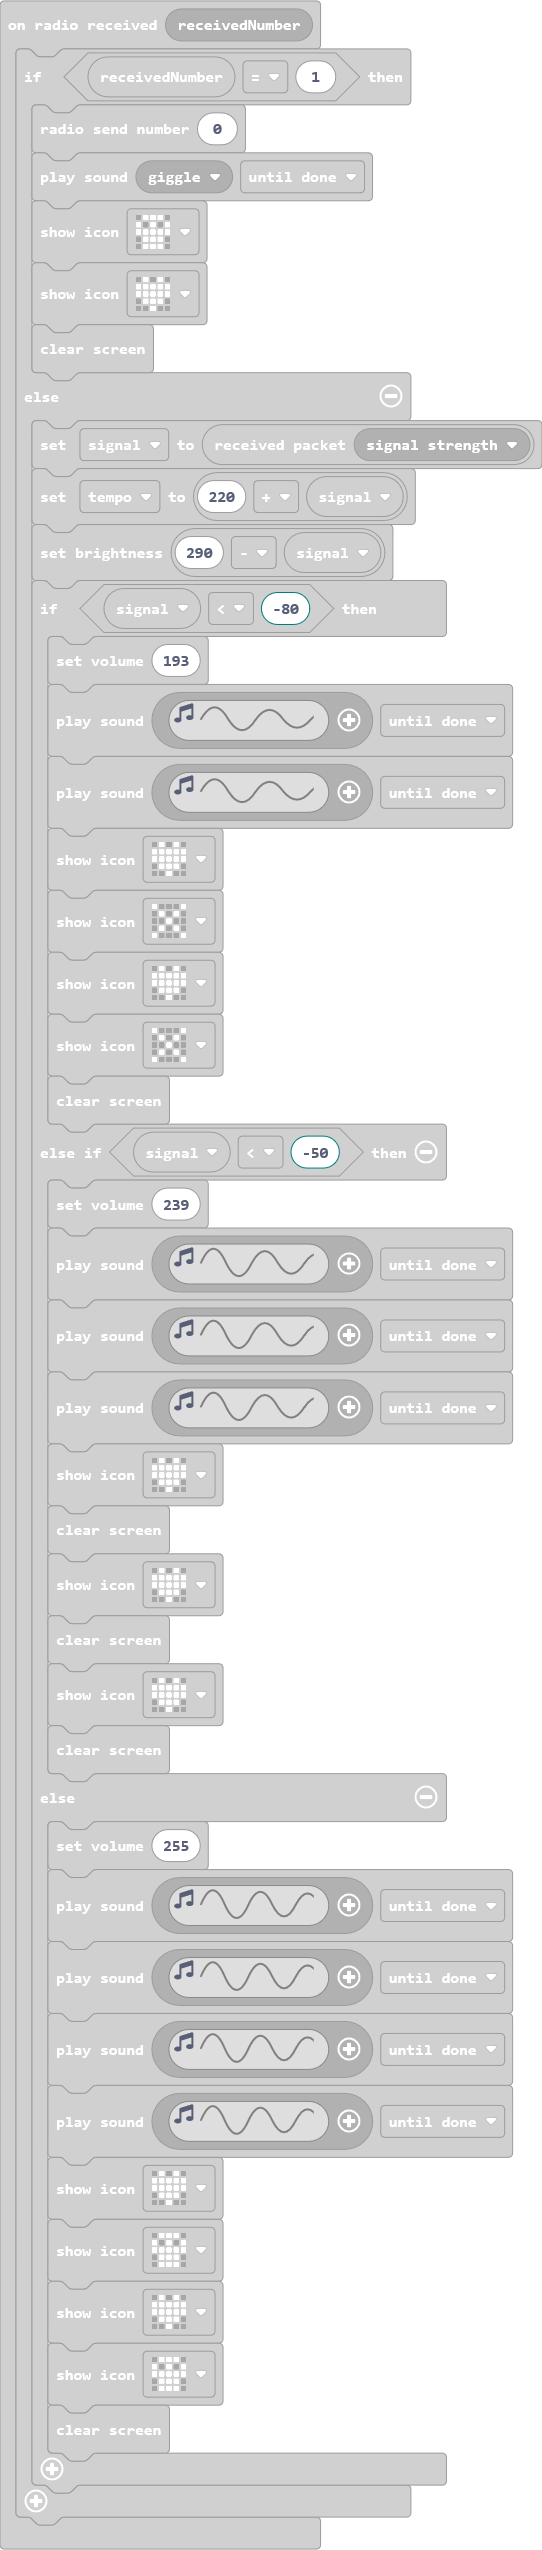 on radio received receivedNumber
if receivedNumber = 1 then
radio send number 0
play sound giggle until done
show icon
show icon
clear screen
else
set signal to received packet signal strength
set tempo to 220 + signal
set brightness 290 - signal
if signal < -80 then
set volume 193
play sound until done
play sound until done
show icon
show icon
show icon
show icon
clear screen
else if signal < -50 then
set volume 239
play sound until done
play sound until done
play sound until done
show icon
clear screen
show icon
clear screen
show icon
clear screen
else
set volume 255
play sound until done
play sound until done
play sound until done
play sound until done
show icon
show icon
show icon
show icon
clear screen